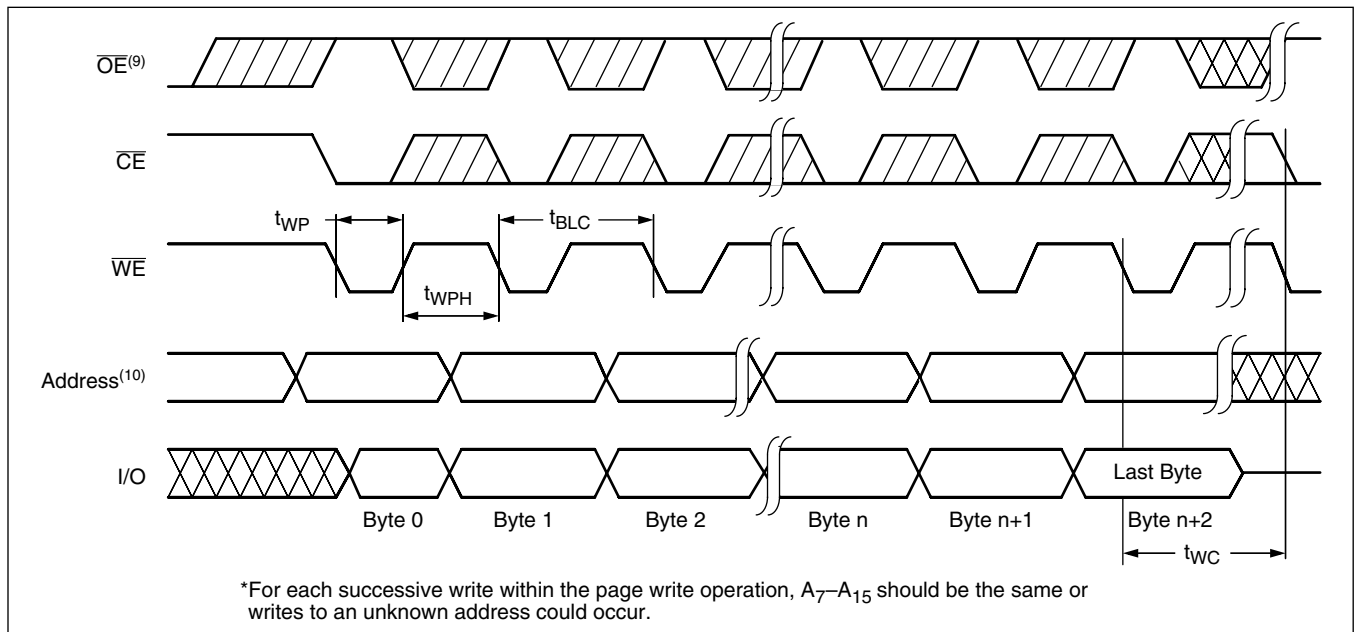 OE(9)
CE
tWP
tBLC
WE
tWPH
Address(10)
I/O
Last Byte
Byte 0 Byte 1 Byte 2 Byte n Byte n+1 Byte n+2
tWC
*For each successive write within the page write operation, A7–A15 should be the same or
writes to an unknown address could occur.